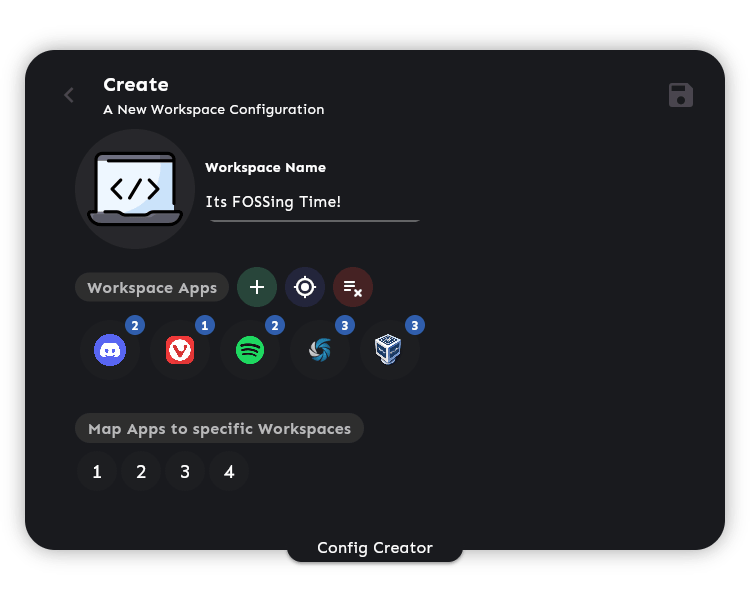 Create
A New Workspace Configuration
</>
Workspace Name
Its FOSSing Time!
Workspace Apps
2 1 2 3 3
Map Apps to specific Workspaces
1 2 3 4
Config Creator